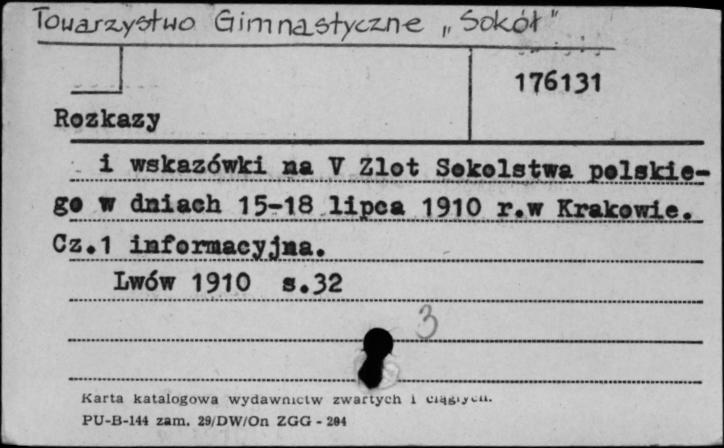 Towarzystwo Gimnastyczne „Sokół"
176131
Rozkazy
i wskazówki na V Zlot Sokolstwa polskie-
go w dniach 15-18 lipca 1910 r.w Krakowie.
Cz.1 informacyjna.
Lwów 1910 s.32
3
Karta katalogowa wydawnictw zwartych i ciągłych.
PU-B-144 zam. 29/DW/On ZGG - 204